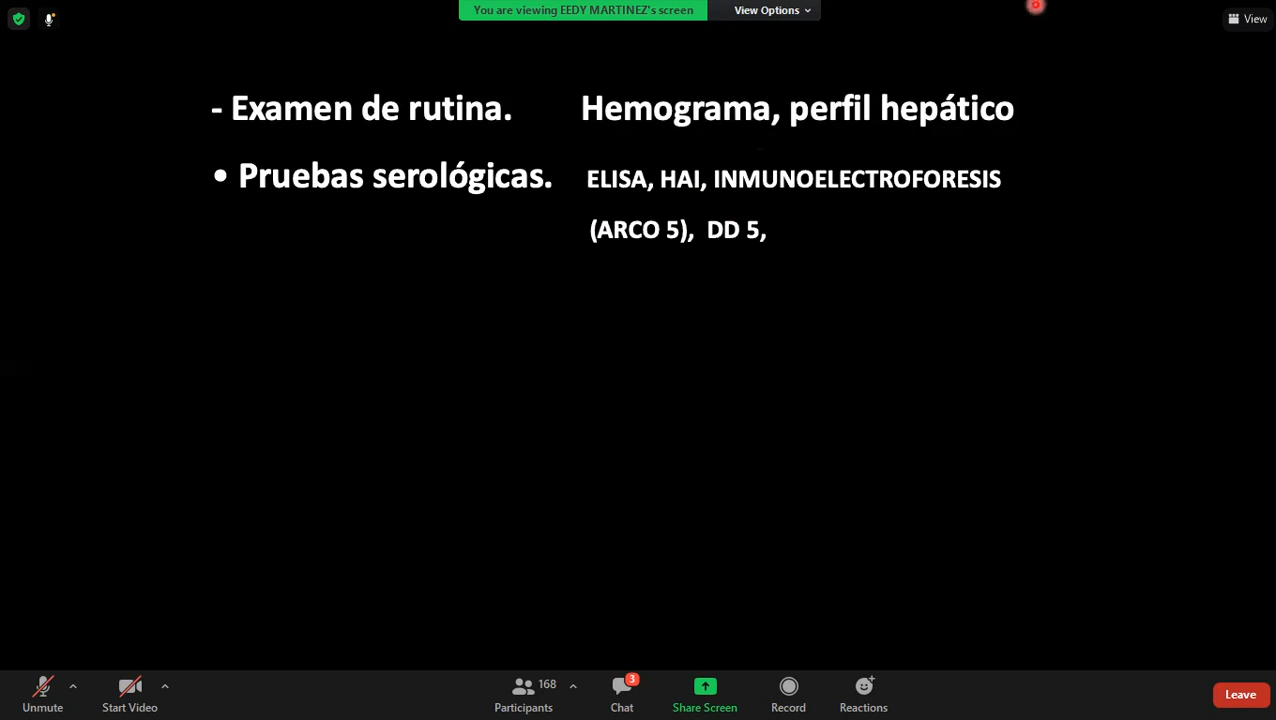 You are viewing EEDY MARTINEZ's screen View Options
View
- Examen de rutina. Hemograma, perfil hepático
• Pruebas serológicas. ELISA, HAI, INMUNOELECTROFORESIS
(ARCO 5), DD 5,
168
3
Unmute Start Video Participants Chat Share Screen Record Reactions Leave